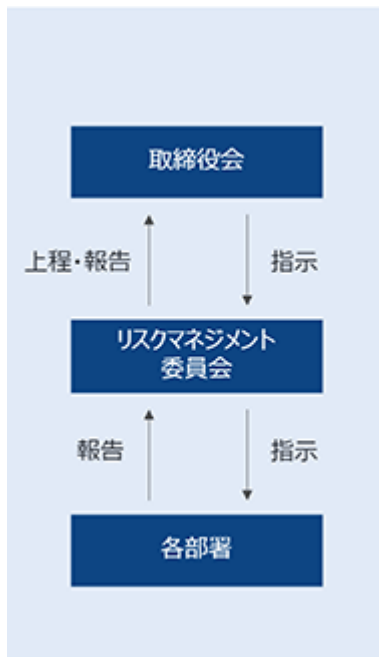 取締役会
上程・報告
指示
リスクマネジメント
委員会
報告
指示
各部署